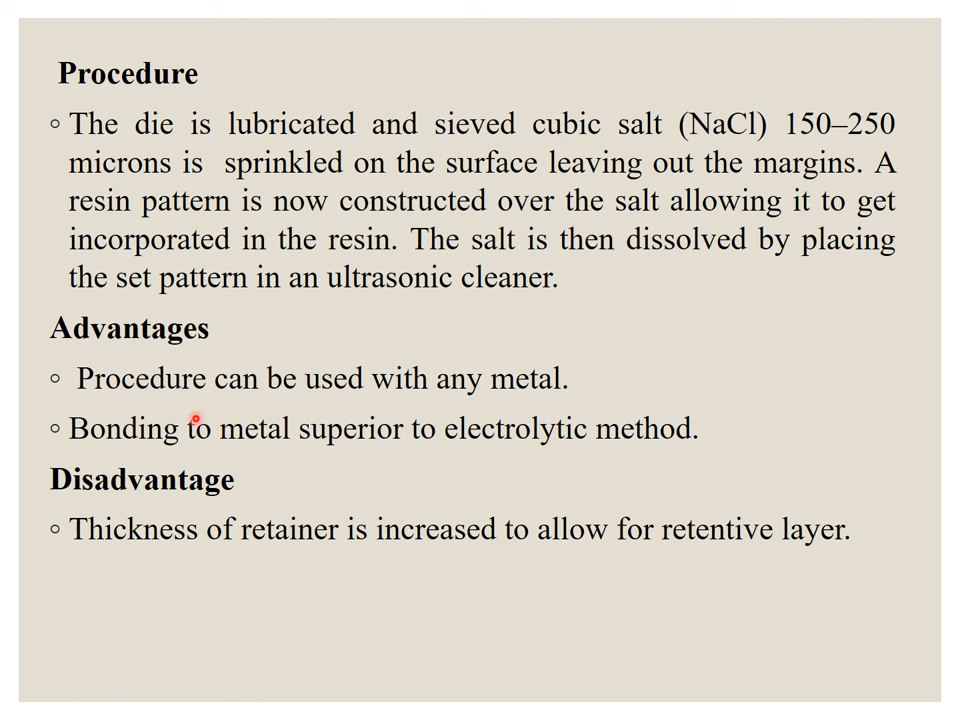 Procedure
◦ The die is lubricated and sieved cubic salt (NaCl) 150–250
microns is sprinkled on the surface leaving out the margins. A
resin pattern is now constructed over the salt allowing it to get
incorporated in the resin. The salt is then dissolved by placing
the set pattern in an ultrasonic cleaner.
Advantages
◦ Procedure can be used with any metal.
◦ Bonding to metal superior to electrolytic method.
Disadvantage
◦ Thickness of retainer is increased to allow for retentive layer.